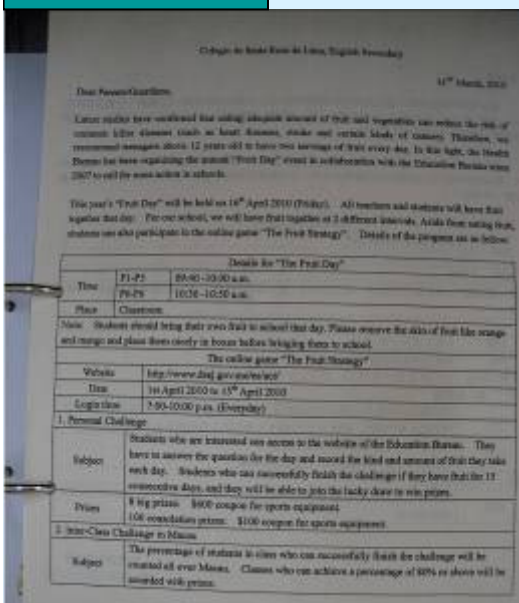 Colegio de Santa Rosa de Lima, English Secondary
11th March, 2010
Dear Parents/Guardians,
Latest studies have confirmed that eating adequate amount of fruit and vegetables can reduce the risk of
common killer diseases (such as heart diseases, stroke and certain kinds of cancer). Therefore, we
recommend teenagers above 12 years old to have two servings of fruit every day. In this light, the Health
Bureau has been organizing the annual "Fruit Day" event in collaboration with the Education Bureau since
2007 to call for mass action in schools.
This year's "Fruit Day" will be held on 16th April 2010 (Friday). All teachers and students will have fruit
together that day. For our school, we will have fruit together at 2 different intervals. Aside from eating fruit,
students can also participate in the online game "The Fruit Strategy". Details of the program are as follow:
Details for "The Fruit Day"
Time
P1-P5 09:40-10:00 a.m.
10:50 a.m.
Place Classroom
Note: Students should bring their own fruit to school that day. Please remove the skin of fruit like orange
and mango and place them nicely in boxes before bringing them to school.
The online game "The Fruit Strategy"
Website
Date 1st April 2010 to 15th April 2010
Login time 7:00-10:00 p.m. (Everyday)
1. Personal Challenge
Subject
Students who are interested can access to the website of the Education Bureau. They
have to answer the question for the day and record the kind and amount of fruit they take
each day. Students who can successfully finish the challenge if they have fruit for the 15
consecutive days, and they will be able to join the lucky draw to win prizes.
Prizes
8 big prizes: $600 coupon for sports equipment
100 consolation prizes: $100 coupon for sports equipment
2. Inter-Class Challenge in Macau
Subject
The percentage of students in class who can successfully finish the challenge will be
counted all over Macau. Classes who can achieve a percentage of 80% or above will be
awarded with prizes.